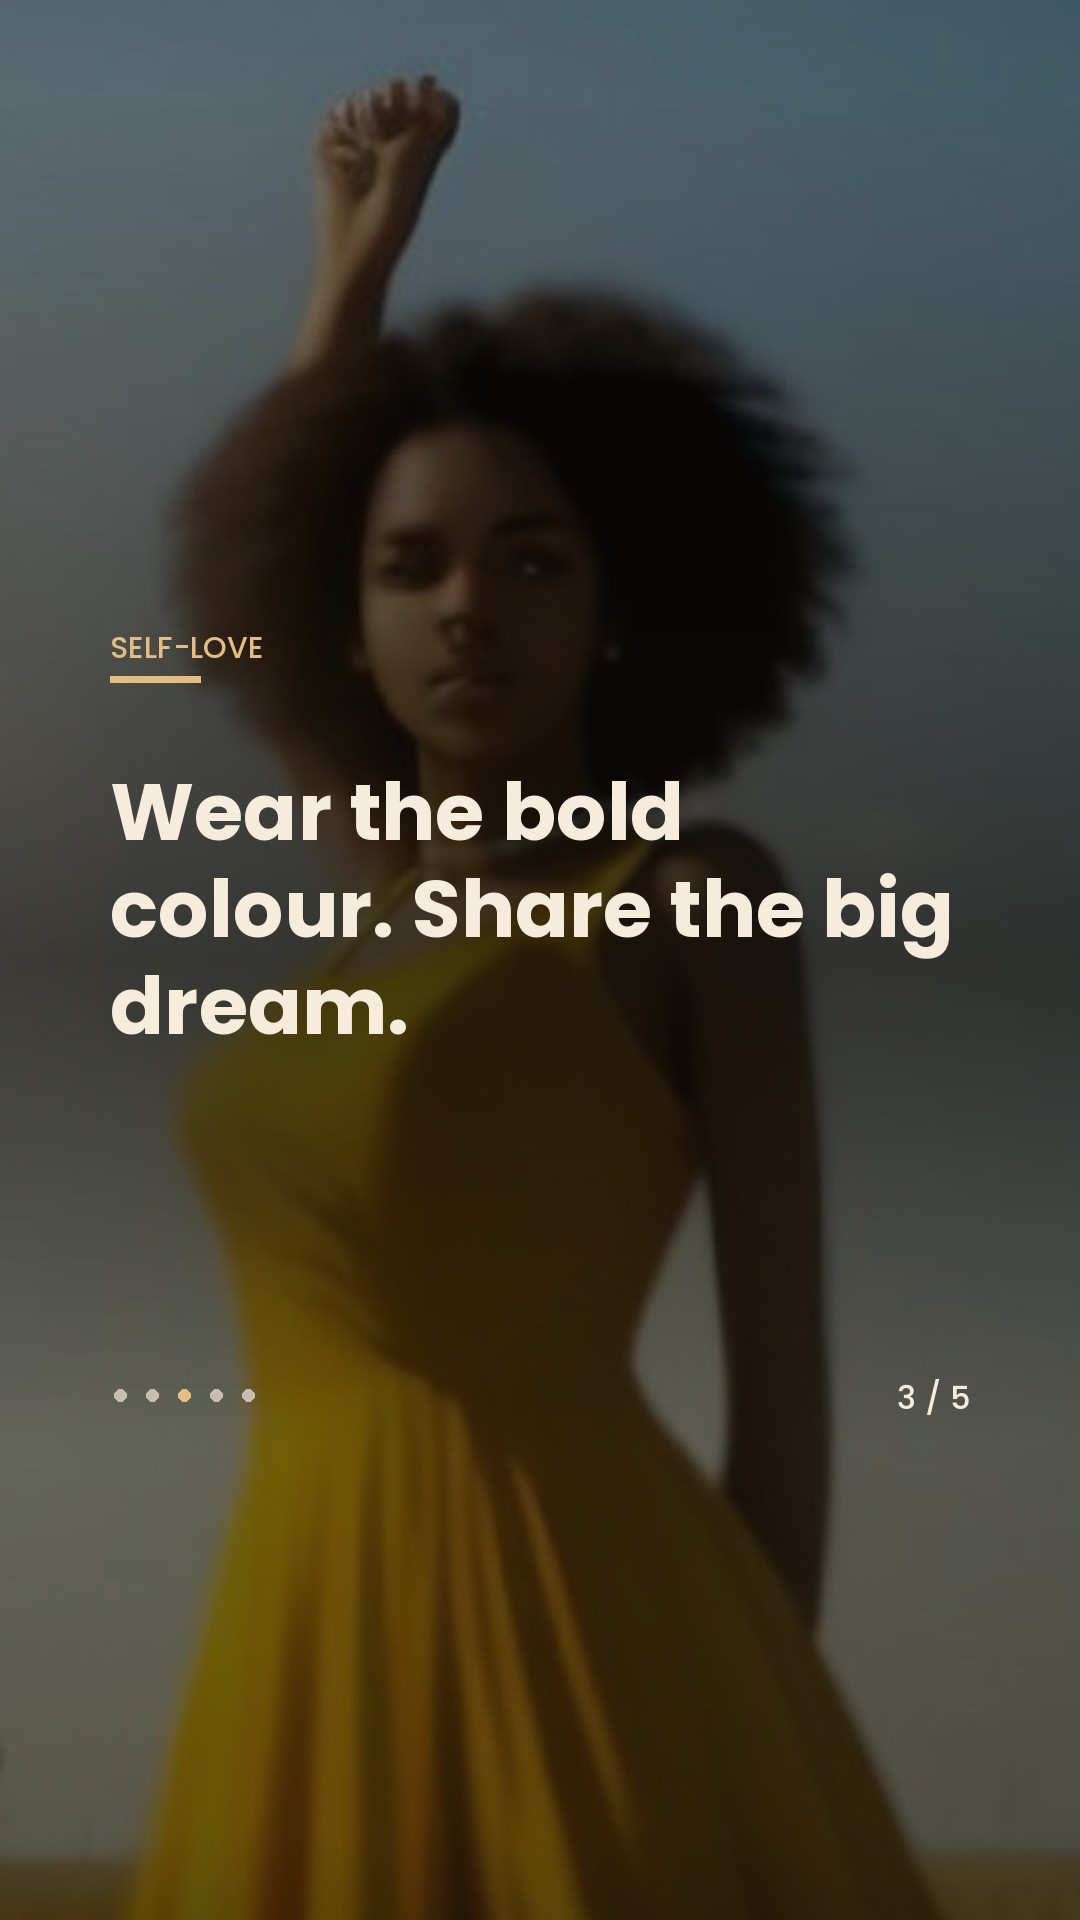 SELF-LOVE
Wear the bold
colour. Share the big
dream.
3 / 5